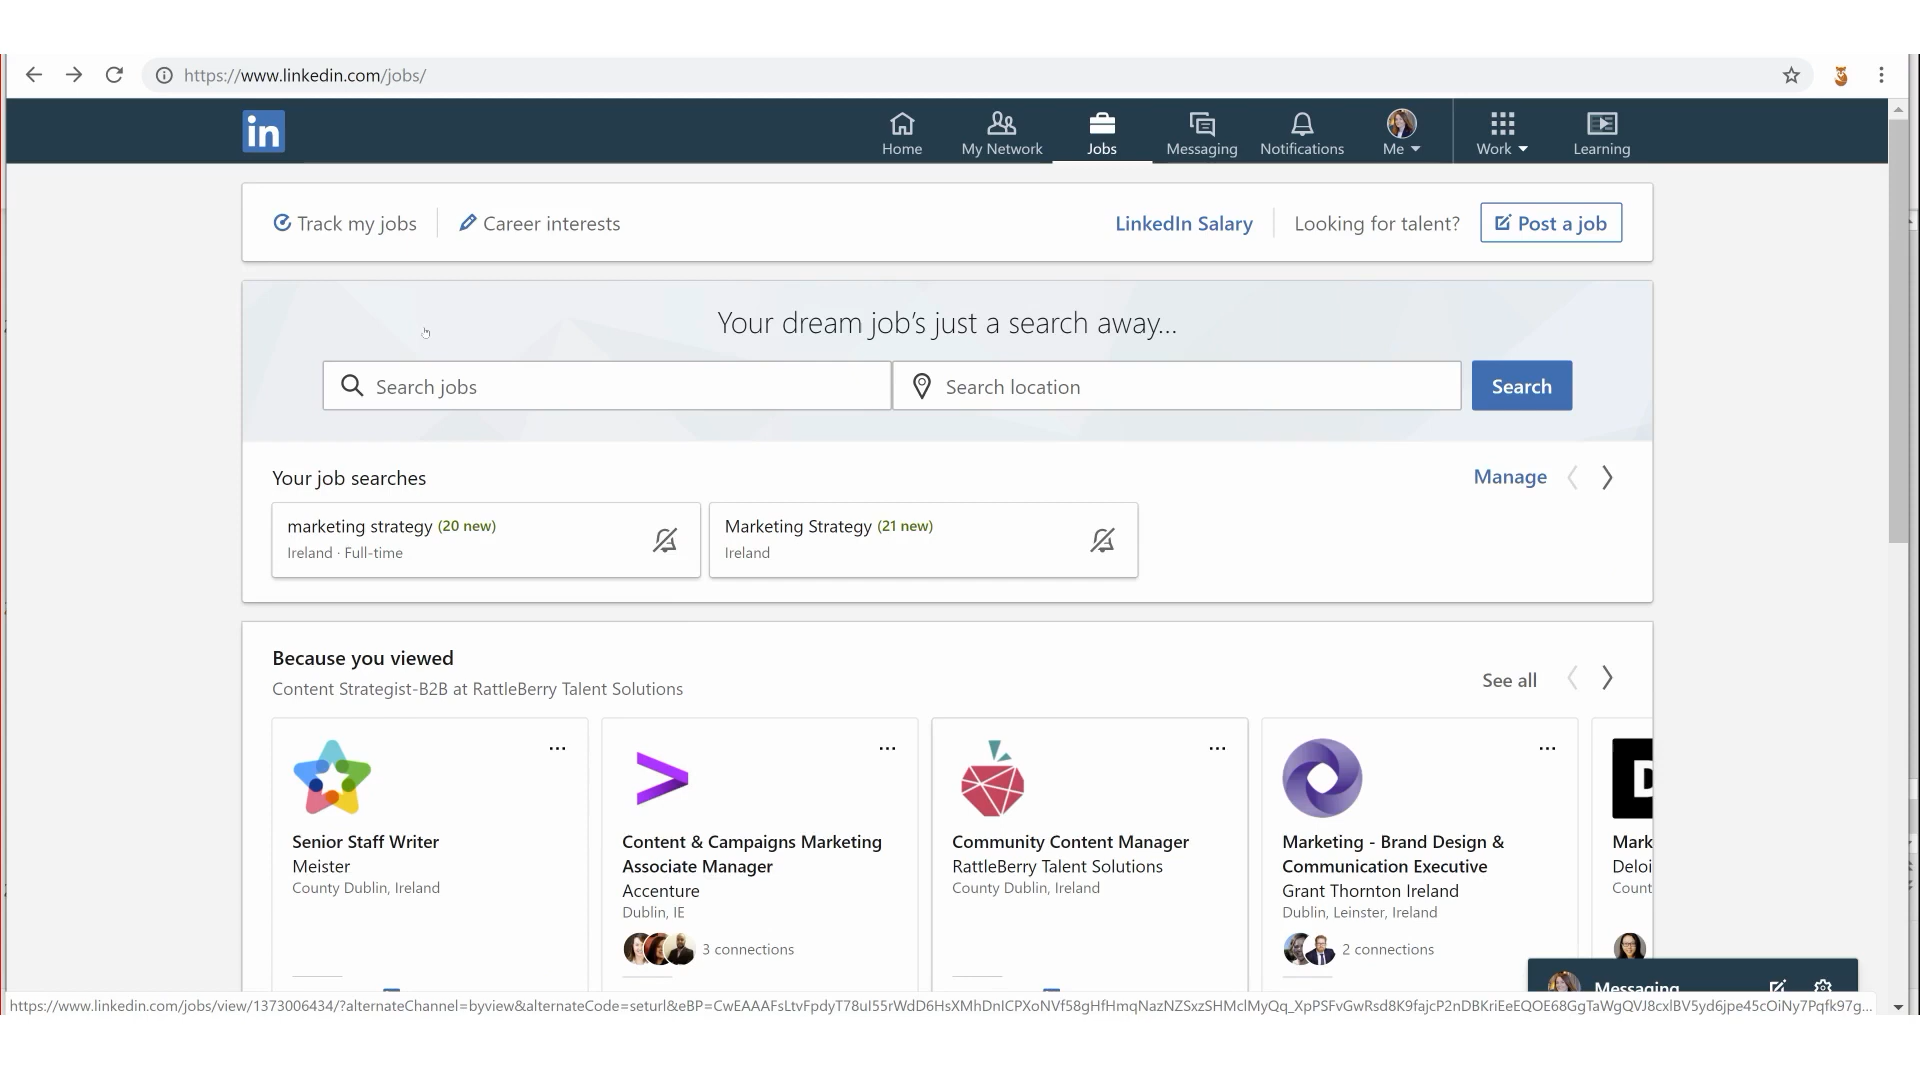 https://www.linkedin.com/jobs/
in
Home
My Network
Jobs
Messaging
Notifications
Me
Work
Learning
Track my jobs
Career interests
LinkedIn Salary
Looking for talent?
Post a job
Your dream job's just a search away...
Search jobs
Search location
Search
Your job searches
Manage
marketing strategy (20 new)
Ireland · Full-time
Marketing Strategy (21 new)
Ireland
Because you viewed
Content Strategist-B2B at RattleBerry Talent Solutions
See all
Senior Staff Writer
Meister
County Dublin, Ireland
Content & Campaigns Marketing
Associate Manager
Accenture
Dublin, IE
3 connections
Community Content Manager
RattleBerry Talent Solutions
County Dublin, Ireland
Marketing - Brand Design &
Communication Executive
Grant Thornton Ireland
Dublin, Leinster, Ireland
2 connections
D
Mark
Deloi
Count
Messaging